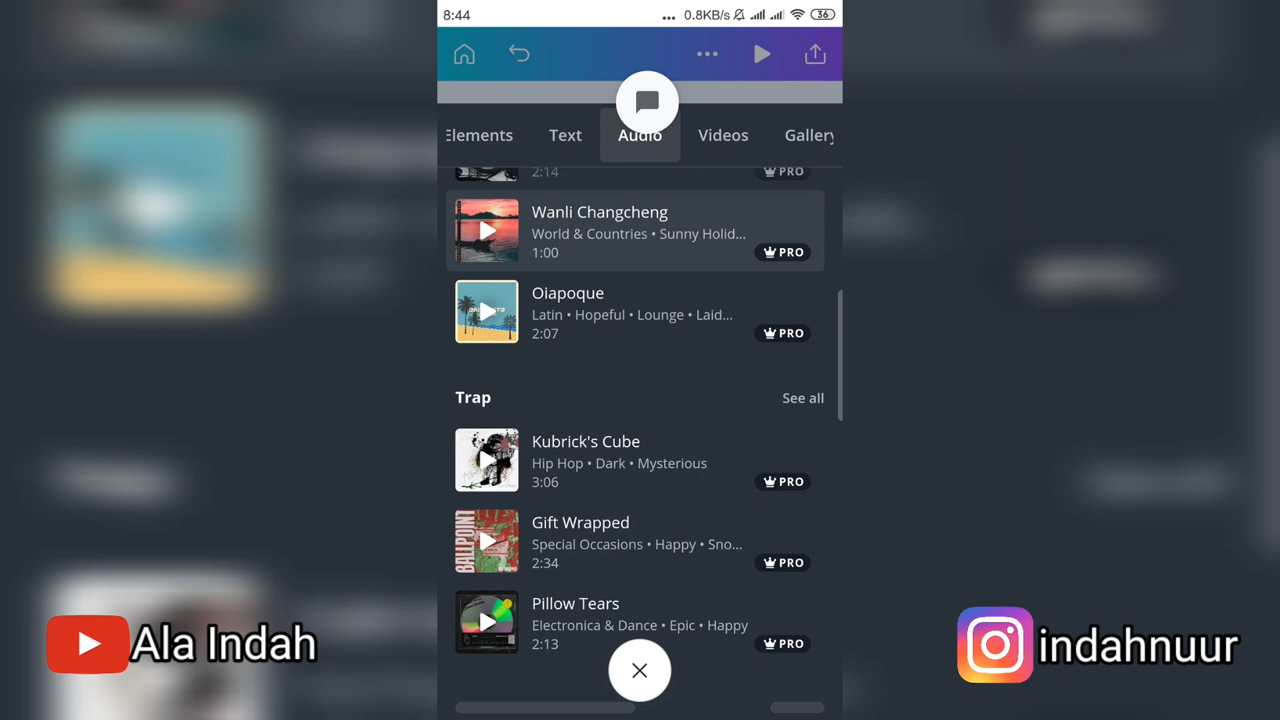 8:44
... 0.8KB/s 36
Elements Text Audio Videos Gallery
2:14 PRO
Wanli Changcheng
World & Countries • Sunny Holid...
1:00 PRO
Oiapoque
Latin • Hopeful • Lounge • Laid...
2:07 PRO
Trap See all
Kubrick's Cube
Hip Hop • Dark • Mysterious
3:06 PRO
Gift Wrapped
Special Occasions • Happy • Sno...
2:34 PRO
BALLPOINT
Pillow Tears
Electronica & Dance • Epic • Happy
2:13 PRO
Ala Indah
indahnuur